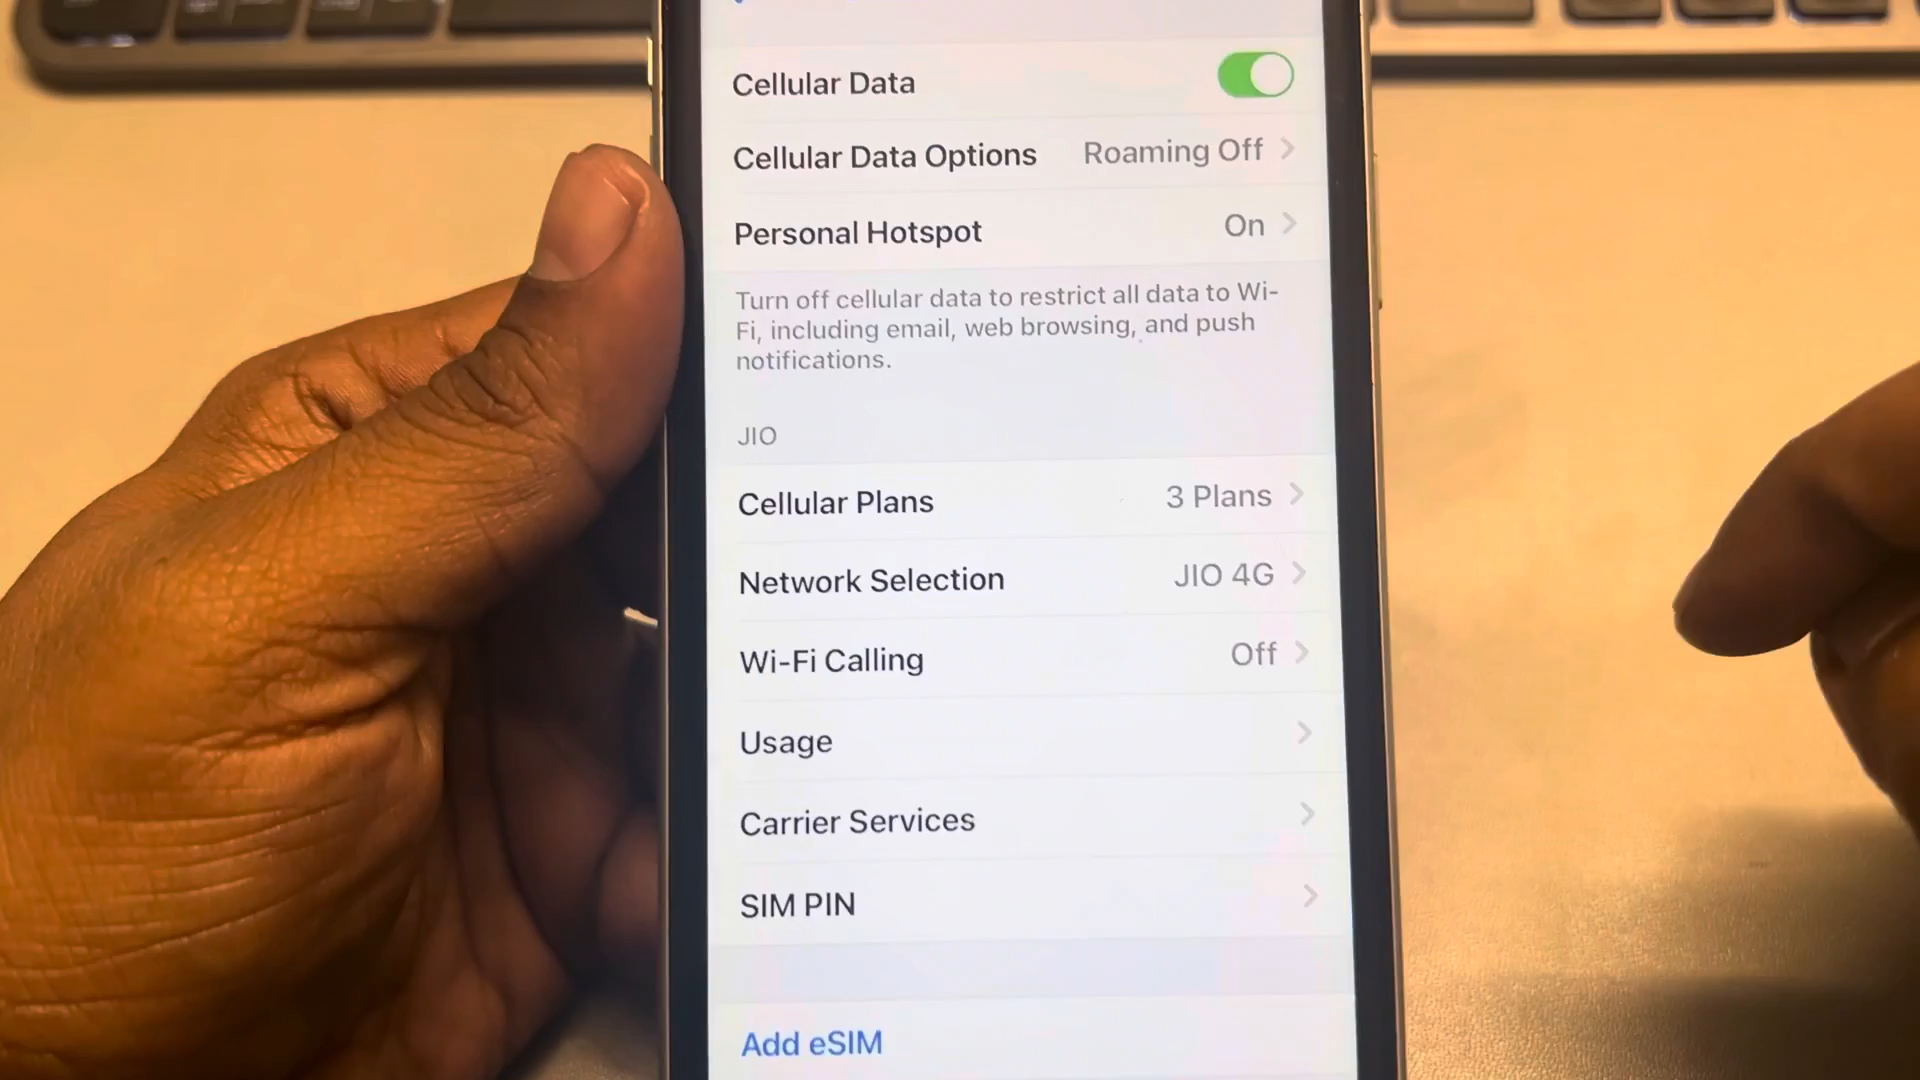 Cellular Data
Cellular Data Options Roaming Off
Personal Hotspot On
Turn off cellular data to restrict all data to Wi-
Fi, including email, web browsing, and push
notifications.
JIO
Cellular Plans 3 Plans
Network Selection JIO 4G
Wi-Fi Calling Off
Usage
Carrier Services
SIM PIN
Add eSIM